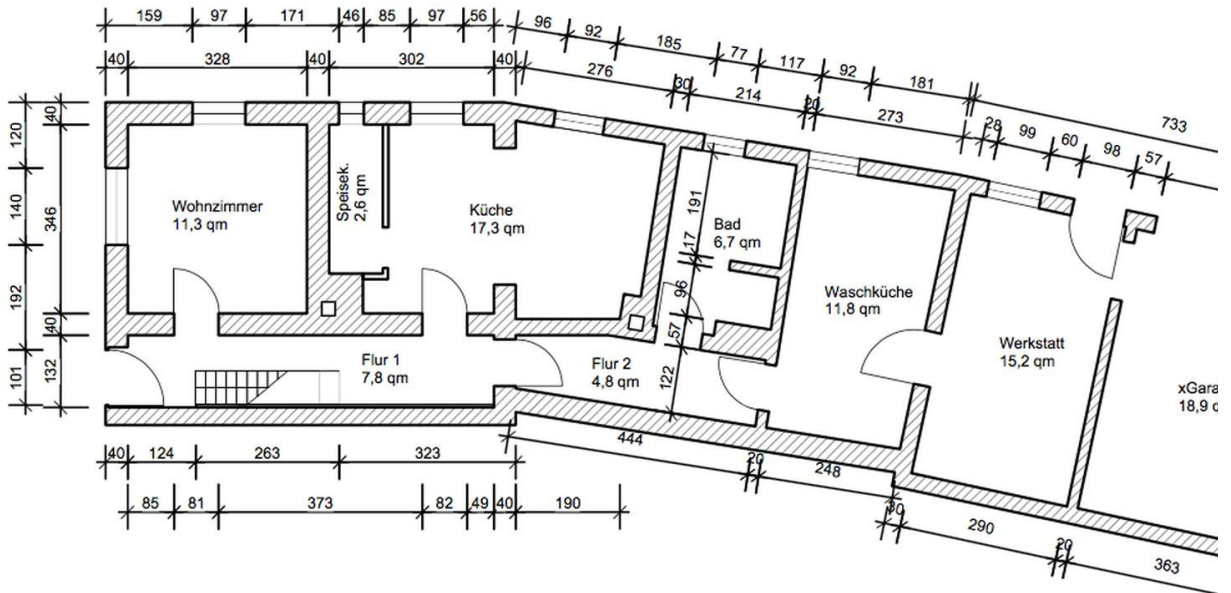 159 97 171 46 85 97 56
96 92 185 77 117 92 181
40 328 40 302 40
276 30 214 20 273
733
28 99 60 98 57
120 140 192 101
40 346 40 132
Wohnzimmer
11,3 qm
Speisek.
2,6 qm
Küche
17,3 qm
191
17
96
57
122
Bad
6,7 qm
Waschküche
11,8 qm
Werkstatt
15,2 qm
xGara
18,9 q
Flur 1
7,8 qm
Flur 2
4,8 qm
444 20 248
40 124 263 323
85 81 373 82 49 40 190
30 290 20 363